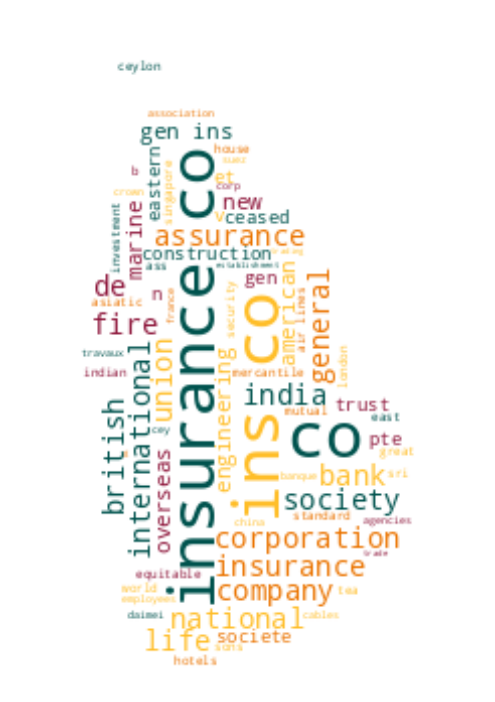 ceylon
association
gen ins
house
suez
eastern
singapore
co
br
et
corp
crown
new
v
ceased
investment
marine
assurance
construction
ass
establishment
de
n
gen
american
general
asiatic
france
security
air lines
fire
insurance
ins co
union
travaux
indian
mercantile
london
international
engineering
india
british
mutual
trust
east
cey
co
pte
overseas
great
banque
bank
sri
society
china
standard
agencies
corporation
trade
equitable
insurance
world
employees
company
tea
daimei
national
cables
life
societe
sons
hotels